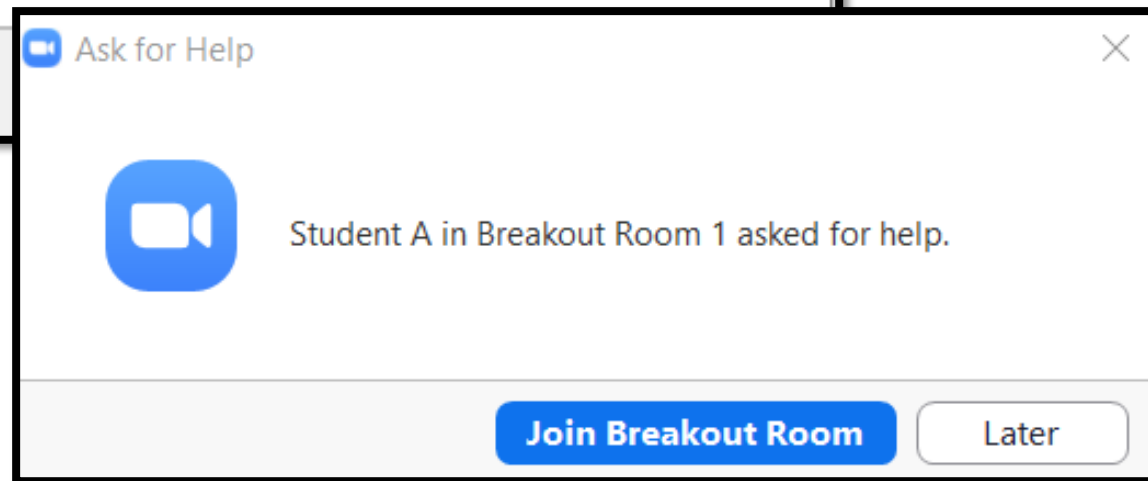 Ask for Help
Student A in Breakout Room 1 asked for help.
Join Breakout Room
Later